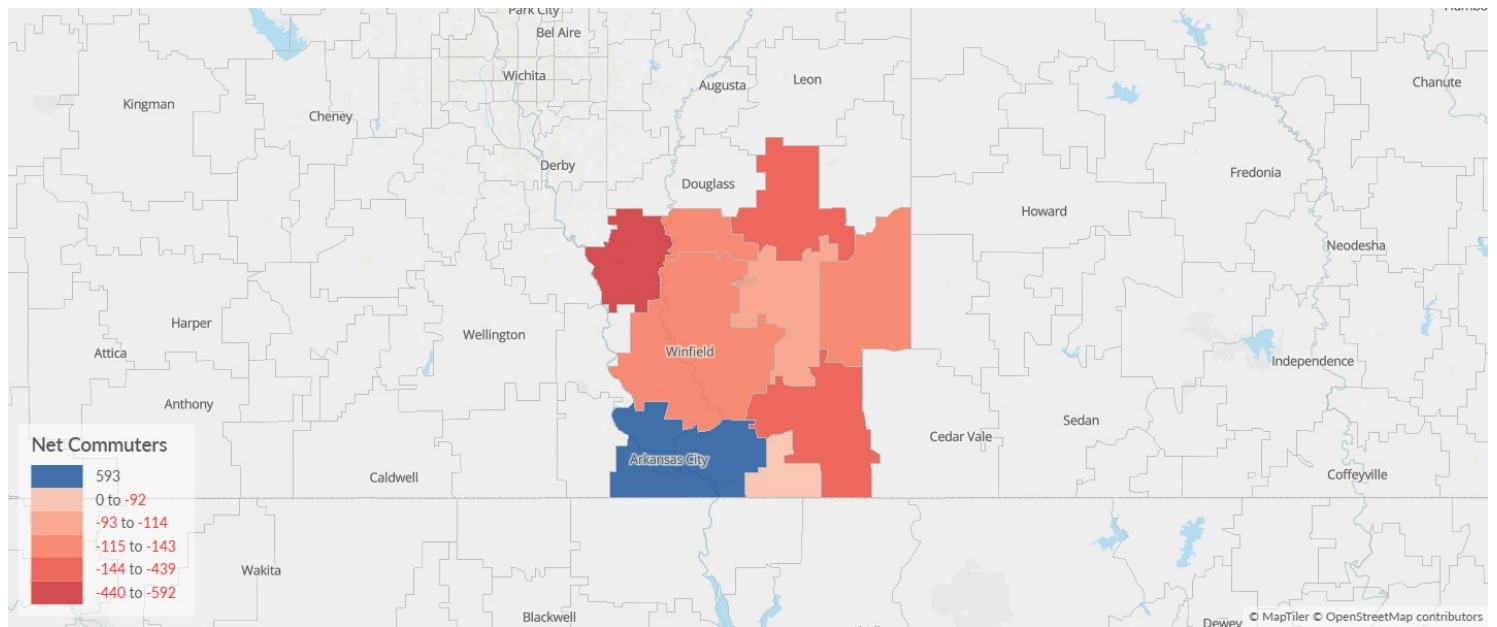 Park City
Bel Aire
Wichita
Augusta
Leon
Chanute
Kingman
Cheney
Derby
Douglass
Fredonia
Howard
Neodesha
Harper
Wellington
Attica
Winfield
Independence
Anthony
Sedan
Cedar Vale
Arkansas City
Caldwell
Coffeyville
Net Commuters
593
0 to -92
-93 to -114
-115 to -143
-144 to -439
-440 to -592
Wakita
Blackwell
Dewey
© MapTiler © OpenStreetMap contributors